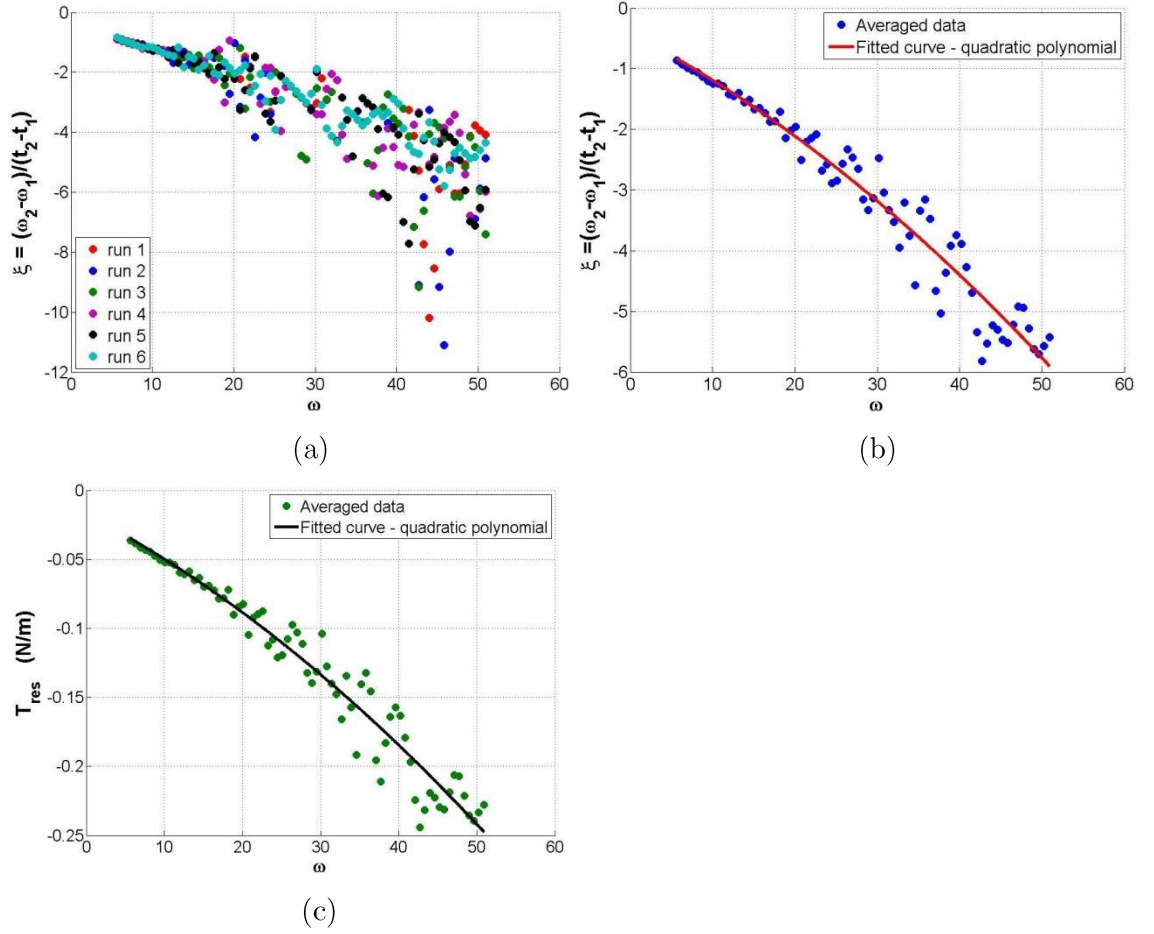 0
-2
-4
-6
-8
-10
-12
ξ = (ω₂-ω₁)/(t₂-t₁)
run 1
run 2
run 3
run 4
run 5
run 6
0 10 20 30 40 50 60
ω
(a)
0
-1
-2
-3
-4
-5
-6
ξ =(ω₂-ω₁)/(t₂-t₁)
Averaged data
Fitted curve - quadratic polynomial
0 10 20 30 40 50 60
ω
(b)
0
-0.05
-0.1
-0.15
-0.2
-0.25
T_res (N/m)
Averaged data
Fitted curve - quadratic polynomial
0 10 20 30 40 50 60
ω
(c)